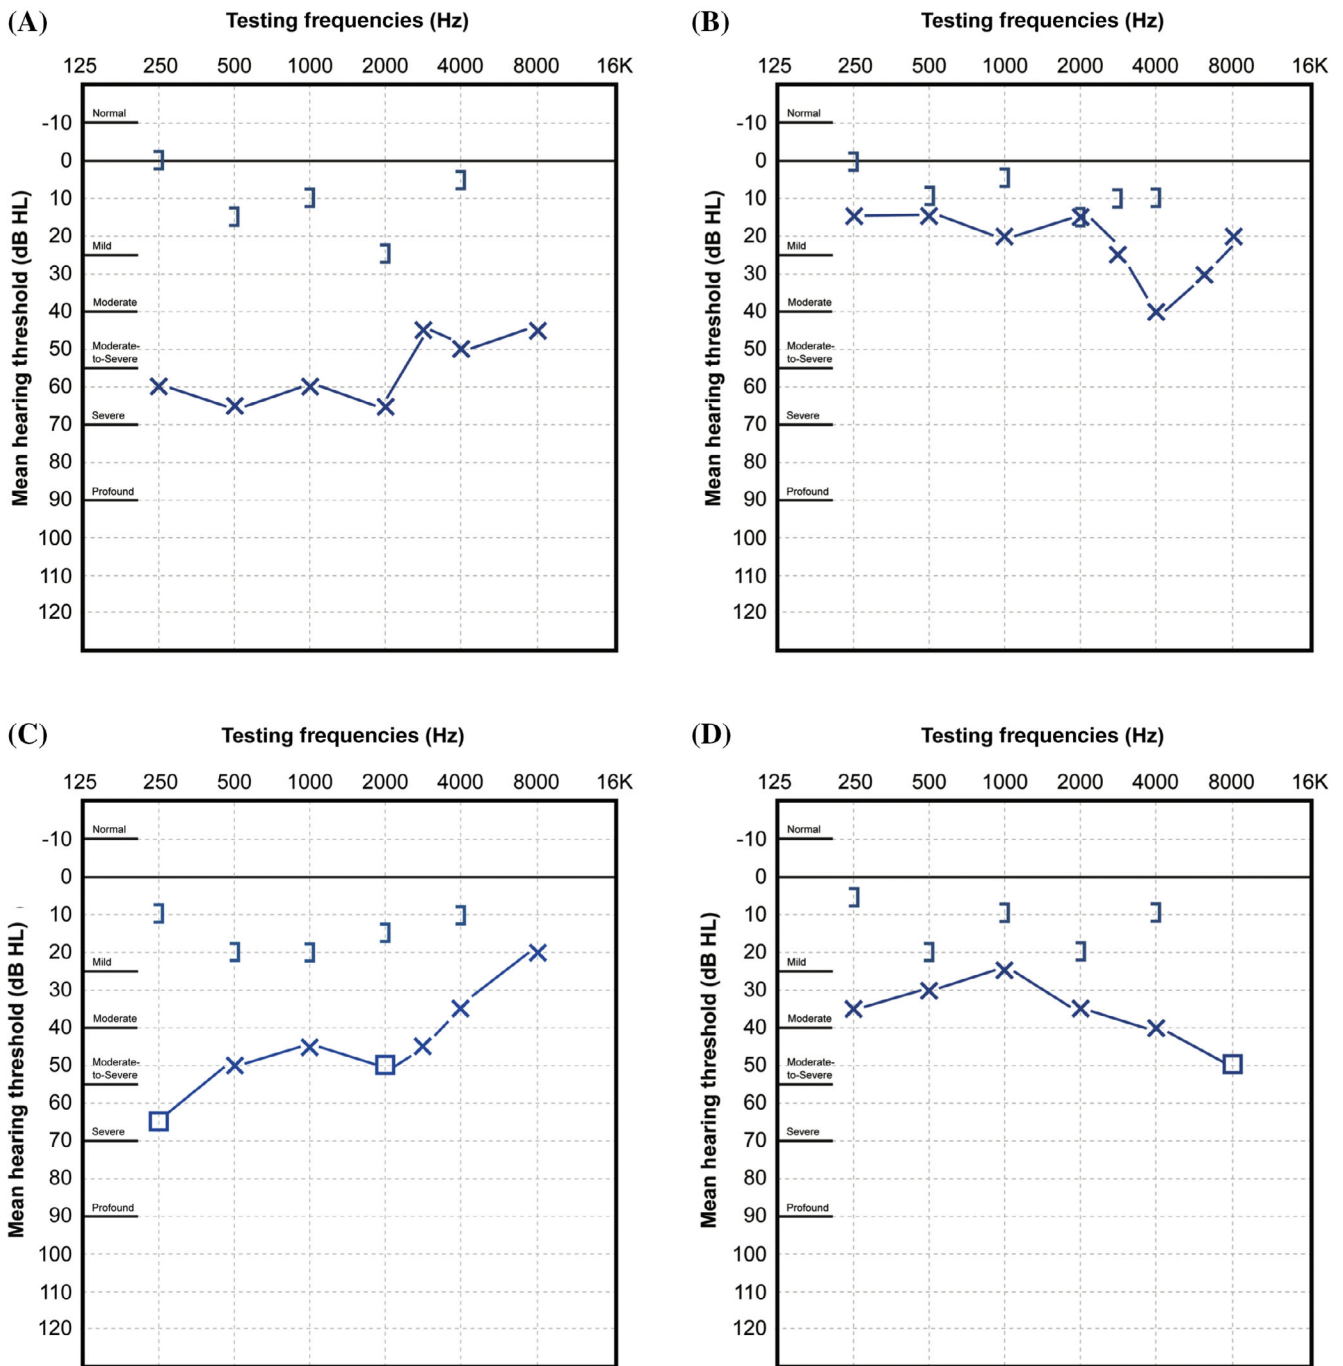 (A) Testing frequencies (Hz)
125 250 500 1000 2000 4000 8000 16K
Mean hearing threshold (dB HL)
Normal
-10
0
10
20
Mild
30
Moderate
40
Moderate-
50
to-Severe
60
Severe
70
80
Profound
90
100
110
120
(B) Testing frequencies (Hz)
125 250 500 1000 2000 4000 8000 16K
Mean hearing threshold (dB HL)
Normal
-10
0
10
20
Mild
30
Moderate
40
Moderate-
50
to-Severe
60
Severe
70
80
Profound
90
100
110
120
(C) Testing frequencies (Hz)
125 250 500 1000 2000 4000 8000 16K
Mean hearing threshold (dB HL)
Normal
-10
0
10
20
Mild
30
Moderate
40
Moderate-
50
to-Severe
60
Severe
70
80
Profound
90
100
110
120
(D) Testing frequencies (Hz)
125 250 500 1000 2000 4000 8000 16K
Mean hearing threshold (dB HL)
Normal
-10
0
10
20
Mild
30
Moderate
40
Moderate-
50
to-Severe
60
Severe
70
80
Profound
90
100
110
120